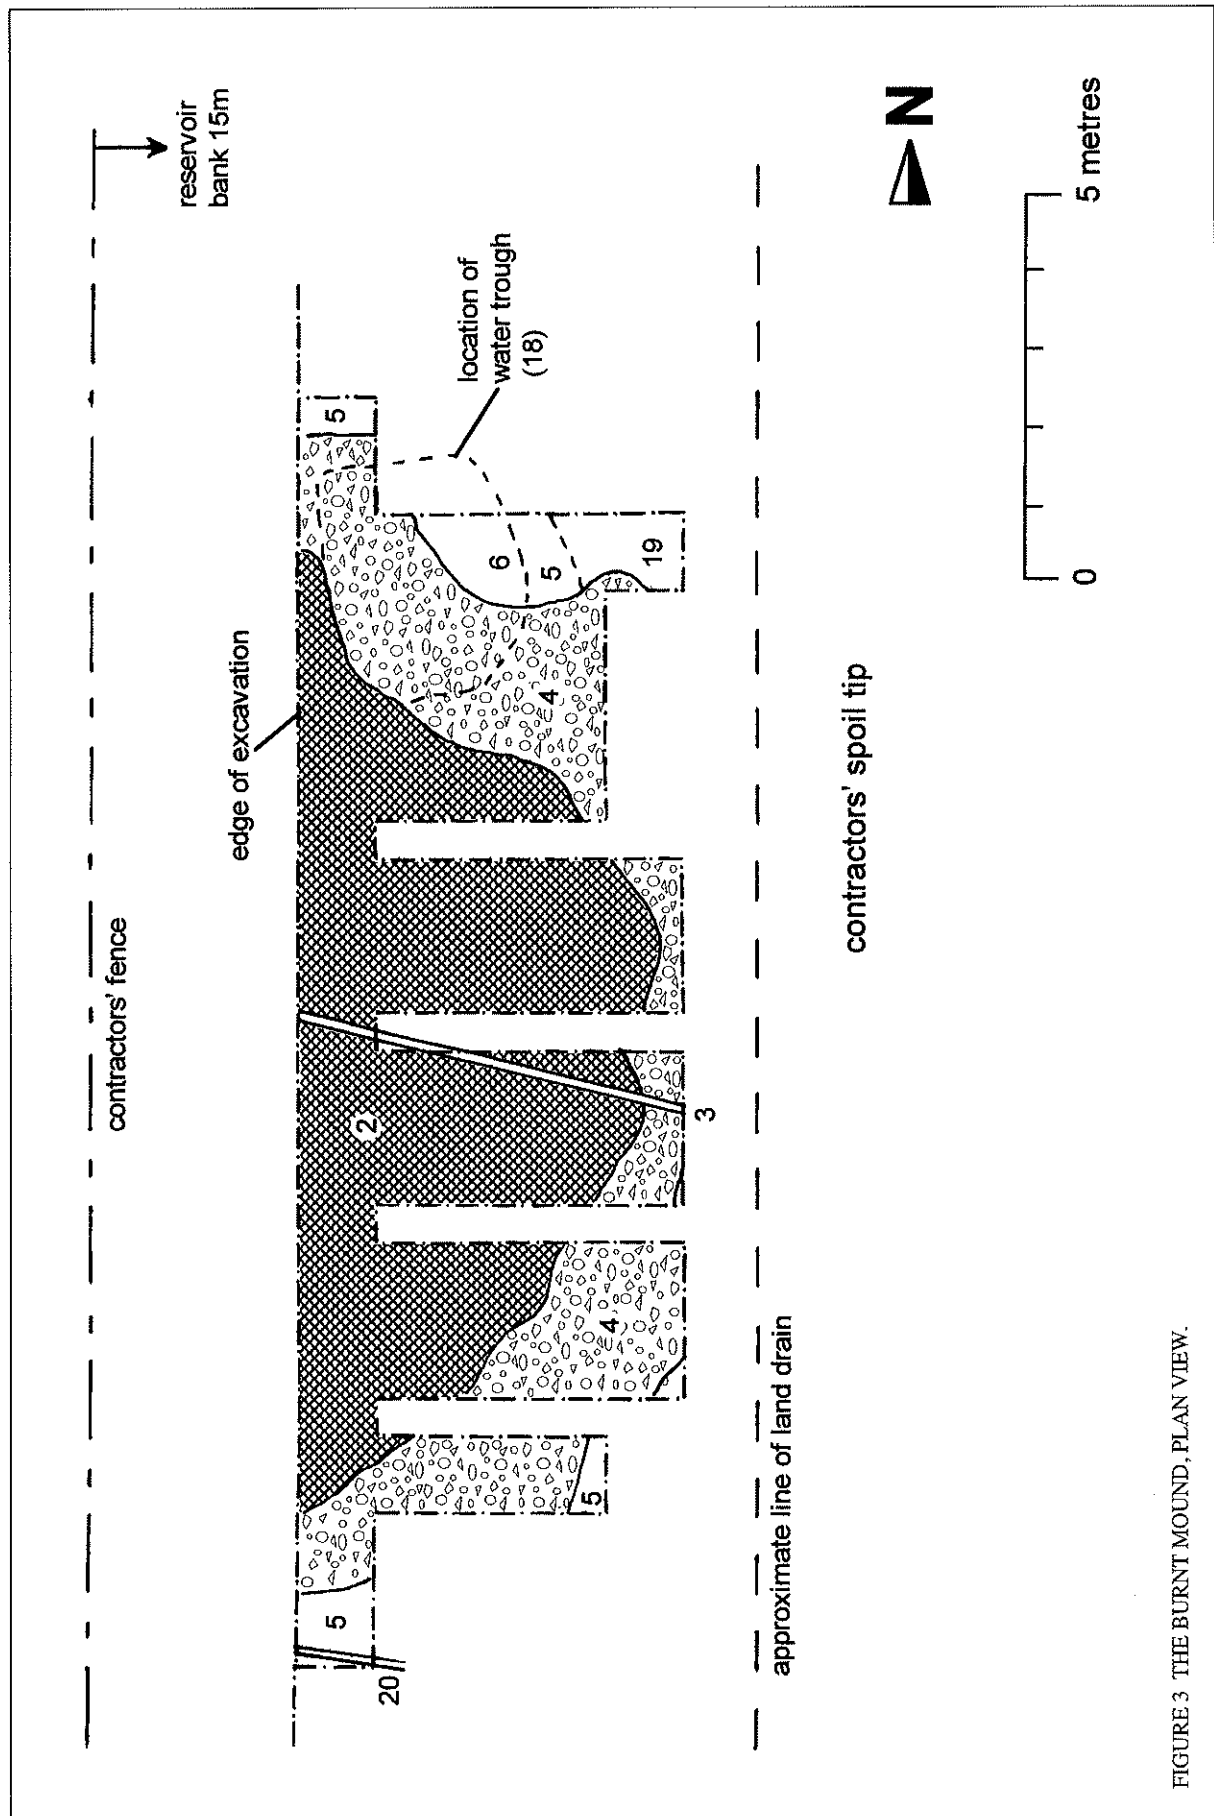 contractors' fence
reservoir
bank 15m
edge of excavation
5
location of
water trough
(18)
6
5
19
4
2
3
4
5
5
20
approximate line of land drain
contractors' spoil tip
N
0
5 metres
FIGURE 3 THE BURNT MOUND, PLAN VIEW.